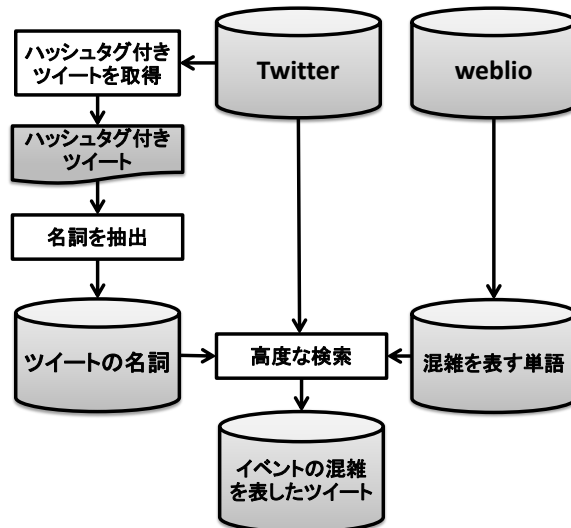 ハッシュタグ付き
ツイートを取得
Twitter
weblio
ハッシュタグ付き
ツイート
名詞を抽出
ツイートの名詞
高度な検索
混雑を表す単語
イベントの混雑
を表したツイート